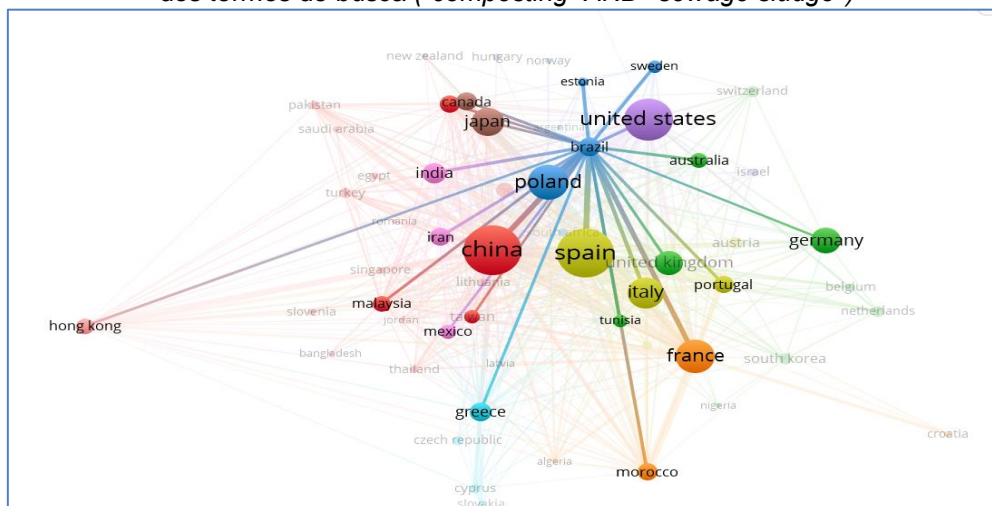 dos termos de busca ("composting" AND "sewage sludge")
new zealand
hungary
norway
estonia
sweden
switzerland
pakistan
canada
japan
united states
saudi arabia
argentina
brazil
australia
egypt
india
poland
israel
turkey
romania
iran
china
south africa
spain
united kingdom
austria
germany
singapore
lithuania
malaysia
italy
portugal
belgium
slovenia
jordan
taiwan
tunisia
netherlands
hong kong
mexico
bangladesh
thailand
latvia
france
south korea
greece
nigeria
czech republic
croatia
algeria
morocco
cyprus
slovakia